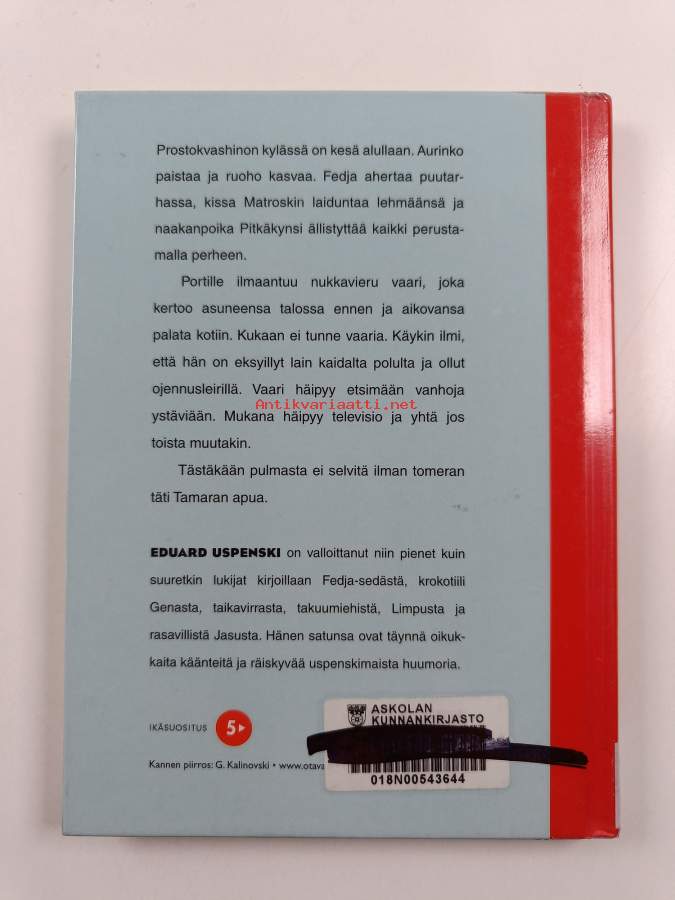 Prostokvashinon kylässä on kesä alullaan. Aurinko
paistaa ja ruoho kasvaa. Fedja ahertaa puutar-
hassa, kissa Matroskin laiduntaa lehmäänsä ja
naakanpoika Pitkäkynsi ällistyttää kaikki perusta-
malla perheen.
Portille ilmaantuu nukkavieru vaari, joka
kertoo asuneensa talossa ennen ja aikovansa
palata kotiin. Kukaan ei tunne vaaria. Käykin ilmi,
että hän on eksyillyt lain kaidalta polulta ja ollut
ojennusleirillä. Vaari häipyy etsimään vanhoja
Antikvariaatti.net
ystäviään. Mukana häipyy televisio ja yhtä jos
toista muutakin.
Tästäkään pulmasta ei selvitä ilman tomeran
täti Tamaran apua.
EDUARD USPENSKI on valloittanut niin pienet kuin
suuretkin lukijat kirjoillaan Fedja-sedästä, krokotiili
Genasta, taikavirrasta, takuumiehistä, Limpusta ja
rasavillistä Jasusta. Hänen satunsa ovat täynnä oikuk-
kaita käänteitä ja räiskyvää uspenskimaista huumoria.
IKÄSUOSITUS 5
ASKOLAN
KUNNANKIRJASTO
Kannen piirros: G. Kalinovski • www.otava
018N00543644